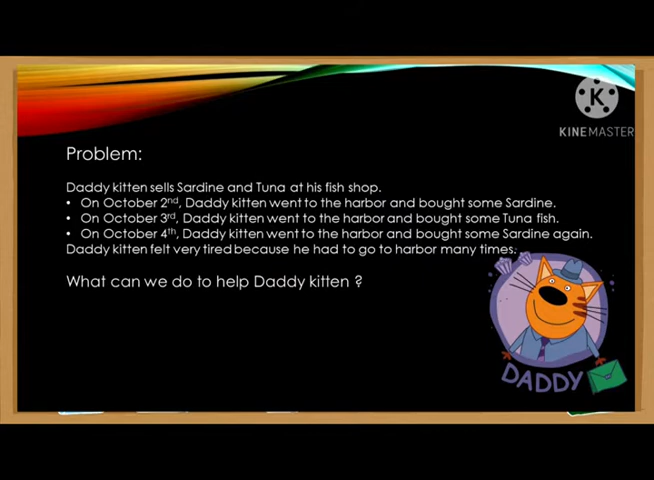 KINEMASTER
Problem:
Daddy kitten sells Sardine and Tuna at his fish shop.
• On October 2nd, Daddy kitten went to the harbor and bought some Sardine.
• On October 3rd, Daddy kitten went to the harbor and bought some Tuna fish.
• On October 4th, Daddy kitten went to the harbor and bought some Sardine again.
Daddy kitten felt very tired because he had to go to harbor many times.
What can we do to help Daddy kitten ?
DADDY